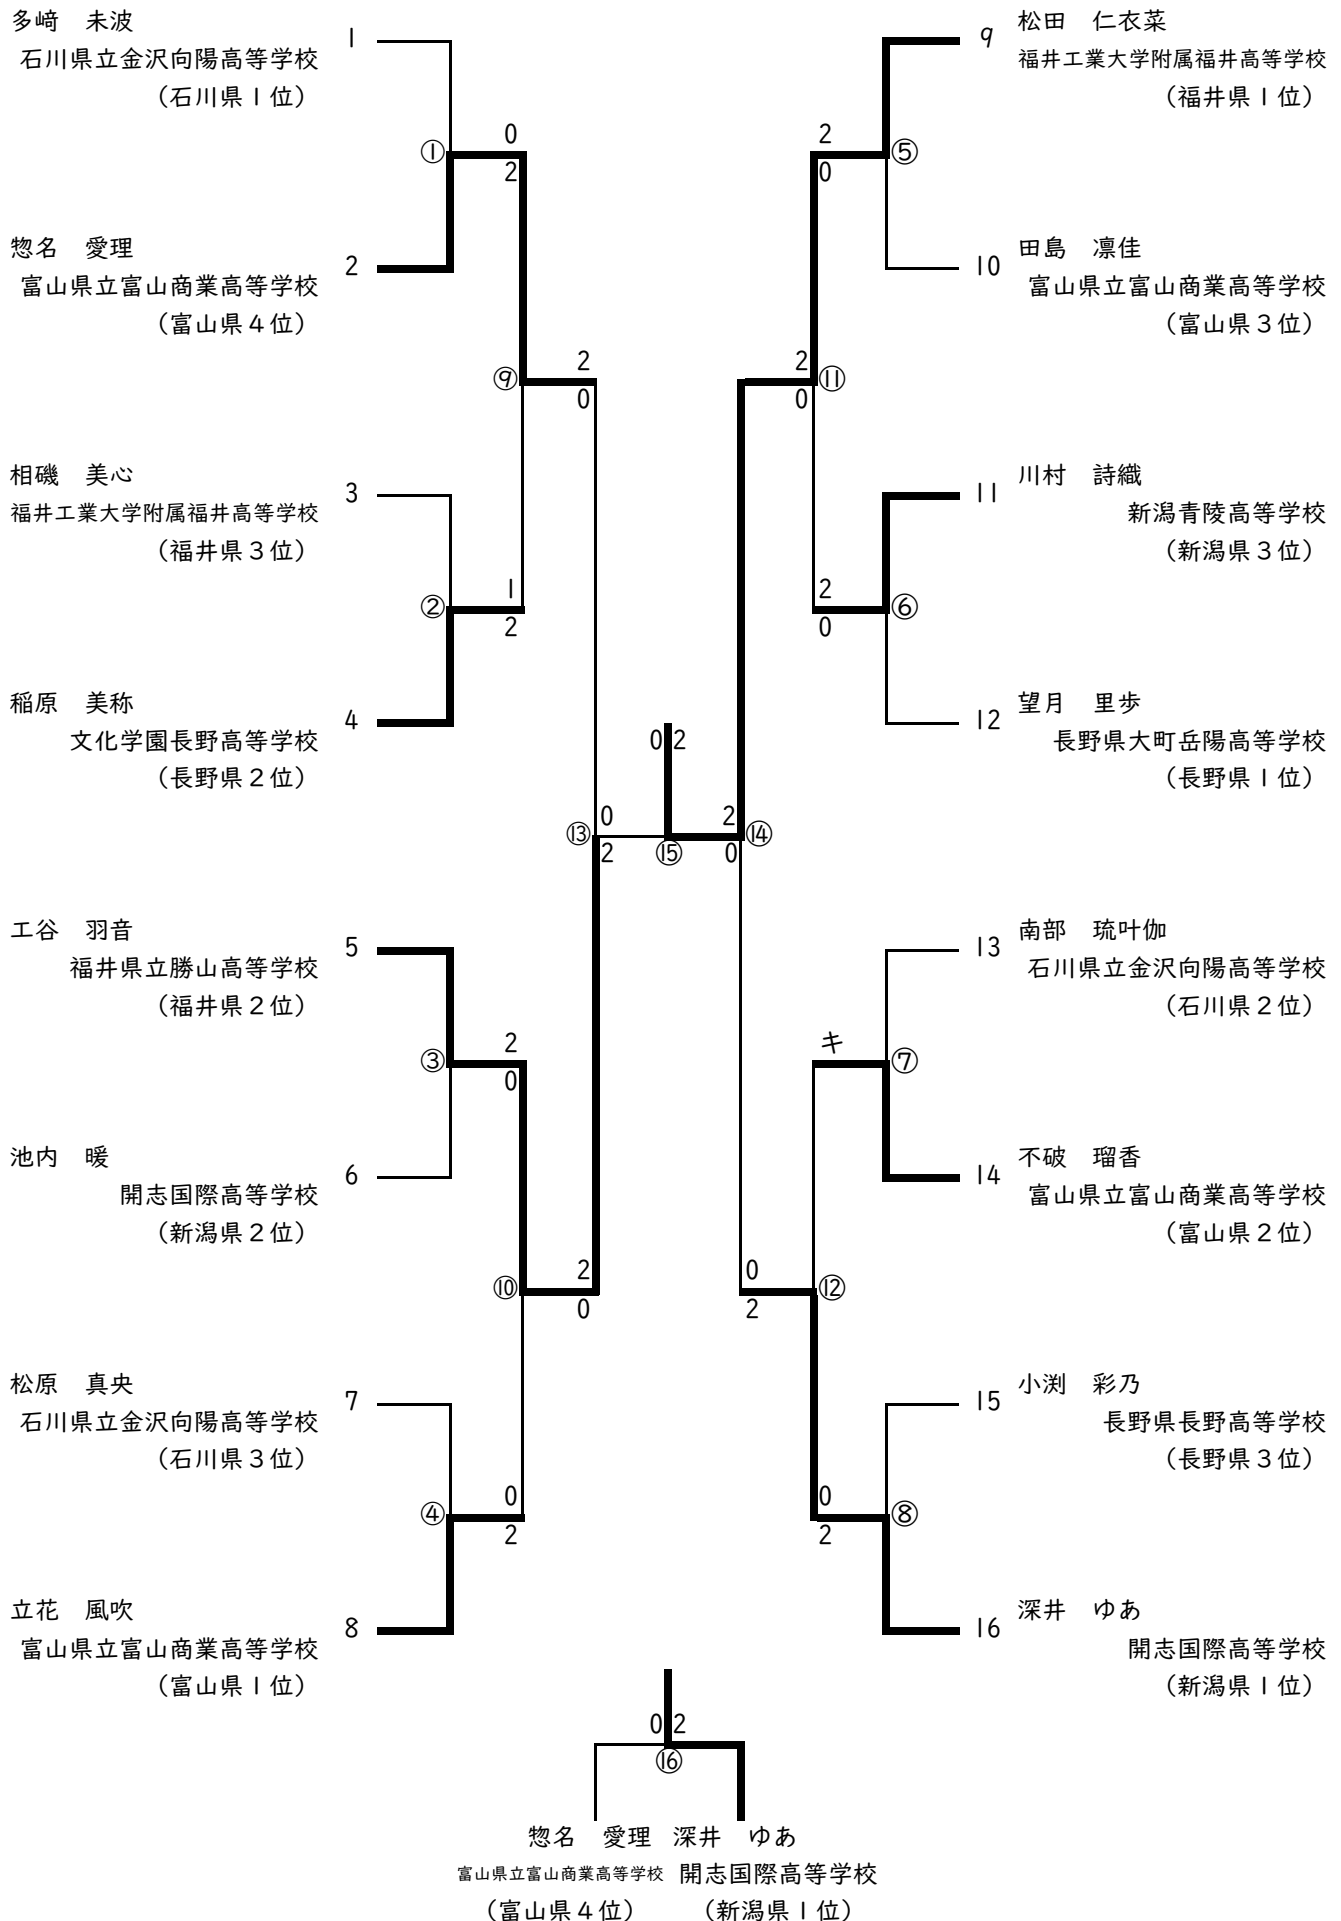 多﨑　未波
石川県立金沢向陽高等学校
（石川県１位）
1
①
0
2
惣名　愛理
富山県立富山商業高等学校
（富山県４位）
2
⑨
2
0
相磯　美心
福井工業大学附属福井高等学校
（福井県３位）
3
②
1
2
稲原　美称
文化学園長野高等学校
（長野県２位）
4
⑬
0
2
工谷　羽音
福井県立勝山高等学校
（福井県２位）
5
③
2
0
池内　暖
開志国際高等学校
（新潟県２位）
6
⑩
2
0
松原　真央
石川県立金沢向陽高等学校
（石川県３位）
7
④
0
2
立花　風吹
富山県立富山商業高等学校
（富山県１位）
8
0 2
⑮
9
松田　仁衣菜
福井工業大学附属福井高等学校
（福井県１位）
2
0
⑤
10
田島　凛佳
富山県立富山商業高等学校
（富山県３位）
2
0
⑪
11
川村　詩織
新潟青陵高等学校
（新潟県３位）
2
0
⑥
12
望月　里歩
長野県大町岳陽高等学校
（長野県１位）
2
0
⑭
13
南部　琉叶伽
石川県立金沢向陽高等学校
（石川県２位）
キ
⑦
14
不破　瑠香
富山県立富山商業高等学校
（富山県２位）
0
2
⑫
15
小渕　彩乃
長野県長野高等学校
（長野県３位）
0
2
⑧
16
深井　ゆあ
開志国際高等学校
（新潟県１位）
0 2
⑯
惣名　愛理 深井　ゆあ
富山県立富山商業高等学校 開志国際高等学校
（富山県４位） （新潟県１位）